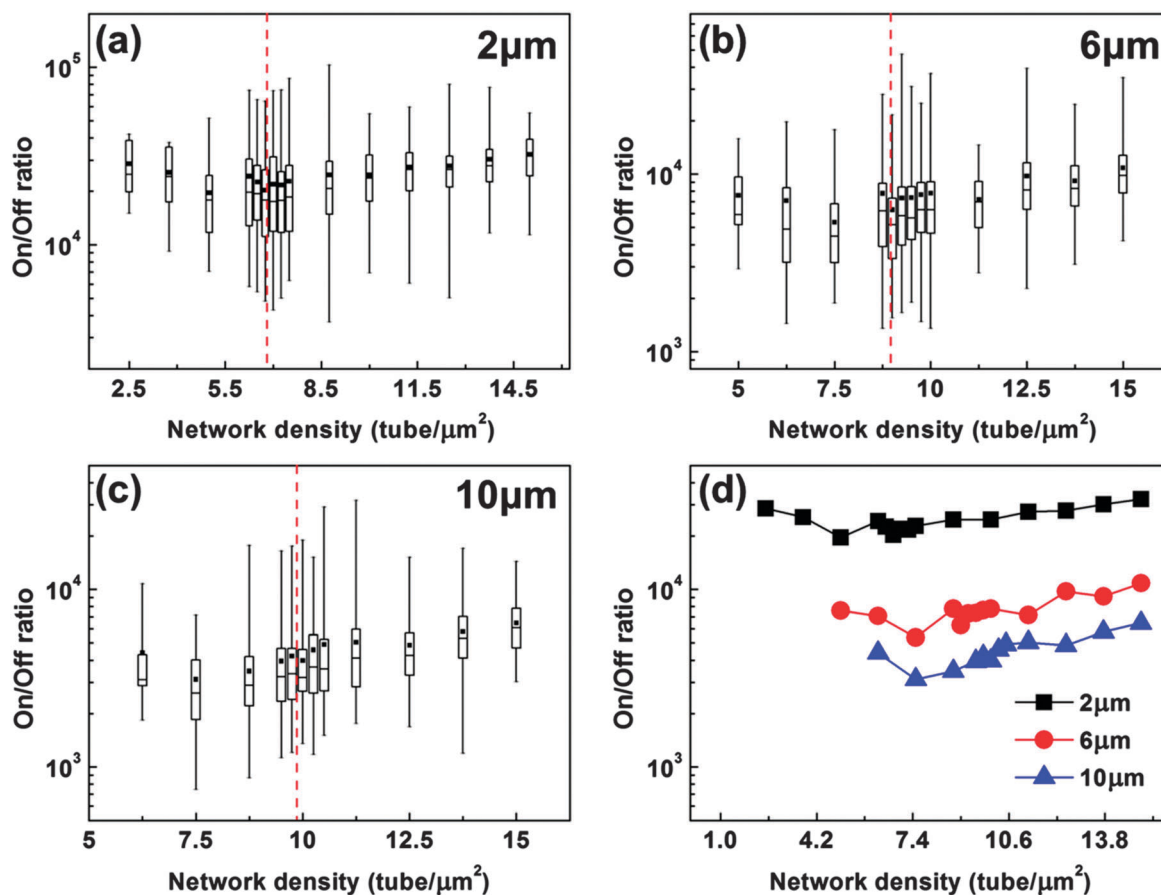 (a) 2μm
10⁵
10⁴
On/Off ratio
2.5 5.5 8.5 11.5 14.5
Network density (tube/μm²)
(b) 6μm
10⁴
10³
On/Off ratio
5 7.5 10 12.5 15
Network density (tube/μm²)
(c) 10μm
10⁴
10³
On/Off ratio
5 7.5 10 12.5 15
Network density (tube/μm²)
(d)
10⁴
10³
On/Off ratio
2μm
6μm
10μm
1.0 4.2 7.4 10.6 13.8
Network density (tube/μm²)